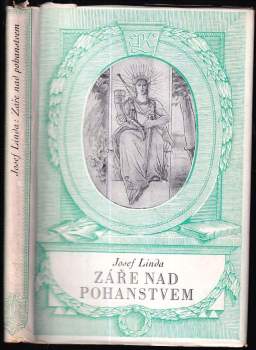 Josef Linda: Záře nad pohanstvem
Josef Linda
ZÁŘE NAD
POHANSTVEM